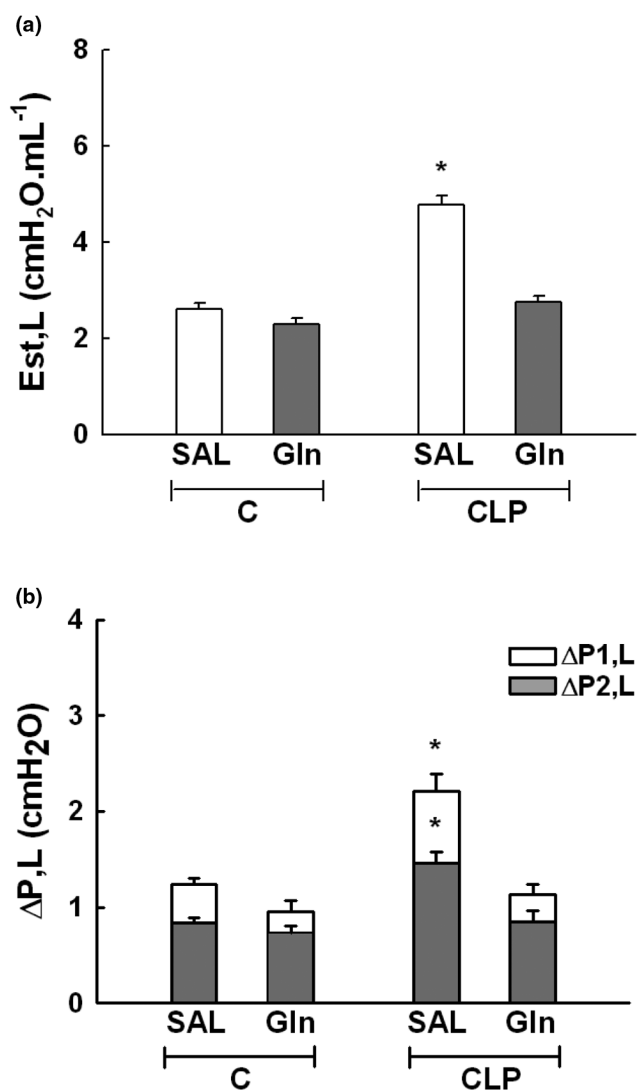 (a)
Est,L (cmH₂O.mL⁻¹)
8
6
4
2
0
*
SAL Gln SAL Gln
C CLP
(b)
ΔP,L (cmH₂O)
4
3
2
1
0
ΔP1,L
ΔP2,L
*
*
SAL Gln SAL Gln
C CLP